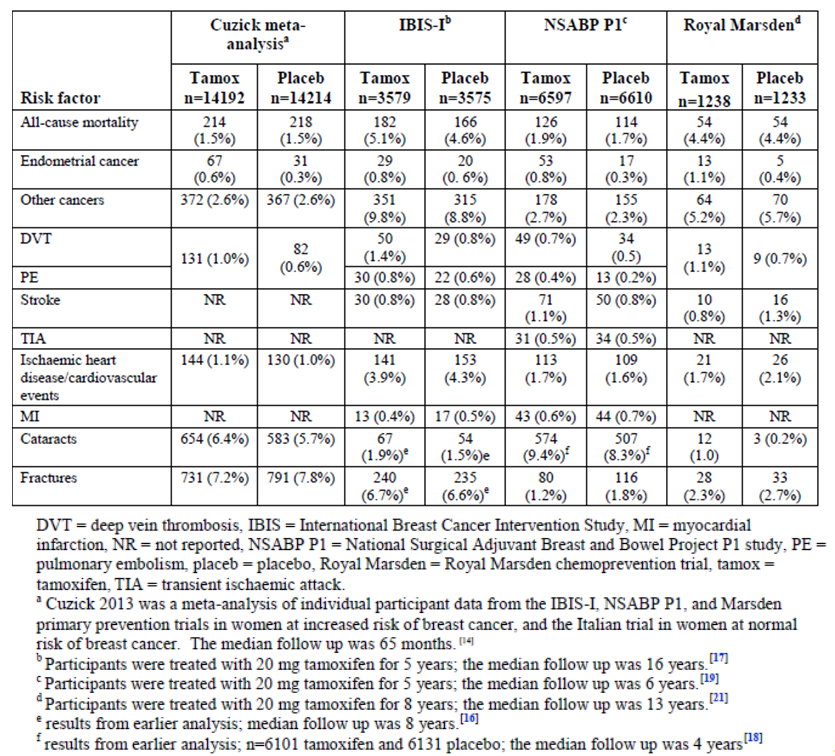 Risk factor Cuzick meta-analysis^a IBIS-I^b NSABP P1^c Royal Marsden^d
Tamox n=14192 Placeb n=14214 Tamox n=3579 Placeb n=3575 Tamox n=6597 Placeb n=6610 Tamox n=1238 Placeb n=1233
All-cause mortality 214 (1.5%) 218 (1.5%) 182 (5.1%) 166 (4.6%) 126 (1.9%) 114 (1.7%) 54 (4.4%) 54 (4.4%)
Endometrial cancer 67 (0.6%) 31 (0.3%) 29 (0.8%) 20 (0. 6%) 53 (0.8%) 17 (0.3%) 13 (1.1%) 5 (0.4%)
Other cancers 372 (2.6%) 367 (2.6%) 351 (9.8%) 315 (8.8%) 178 (2.7%) 155 (2.3%) 64 (5.2%) 70 (5.7%)
DVT 131 (1.0%) 82 (0.6%) 50 (1.4%) 29 (0.8%) 49 (0.7%) 34 (0.5) 13 (1.1%) 9 (0.7%)
PE 30 (0.8%) 22 (0.6%) 28 (0.4%) 13 (0.2%)
Stroke NR NR 30 (0.8%) 28 (0.8%) 71 (1.1%) 50 (0.8%) 10 (0.8%) 16 (1.3%)
TIA NR NR NR NR 31 (0.5%) 34 (0.5%) NR NR
Ischaemic heart disease/cardiovascular events 144 (1.1%) 130 (1.0%) 141 (3.9%) 153 (4.3%) 113 (1.7%) 109 (1.6%) 21 (1.7%) 26 (2.1%)
MI NR NR 13 (0.4%) 17 (0.5%) 43 (0.6%) 44 (0.7%) NR NR
Cataracts 654 (6.4%) 583 (5.7%) 67 (1.9%)^e 54 (1.5%)e 574 (9.4%)^f 507 (8.3%)^f 12 (1.0) 3 (0.2%)
Fractures 731 (7.2%) 791 (7.8%) 240 (6.7%)^e 235 (6.6%)^e 80 (1.2%) 116 (1.8%) 28 (2.3%) 33 (2.7%)
DVT = deep vein thrombosis, IBIS = International Breast Cancer Intervention Study, MI = myocardial
infarction, NR = not reported, NSABP P1 = National Surgical Adjuvant Breast and Bowel Project P1 study, PE =
pulmonary embolism, placeb = placebo, Royal Marsden = Royal Marsden chemoprevention trial, tamox =
tamoxifen, TIA = transient ischaemic attack.
^a Cuzick 2013 was a meta-analysis of individual participant data from the IBIS-I, NSABP P1, and Marsden
primary prevention trials in women at increased risk of breast cancer, and the Italian trial in women at normal
risk of breast cancer. The median follow up was 65 months. [14]
^b Participants were treated with 20 mg tamoxifen for 5 years; the median follow up was 16 years.[17]
^c Participants were treated with 20 mg tamoxifen for 5 years; the median follow up was 6 years.[19]
^d Participants were treated with 20 mg tamoxifen for 8 years; the median follow up was 13 years.[21]
^e results from earlier analysis; median follow up was 8 years.[16]
^f results from earlier analysis; n=6101 tamoxifen and 6131 placebo; the median follow up was 4 years[18]